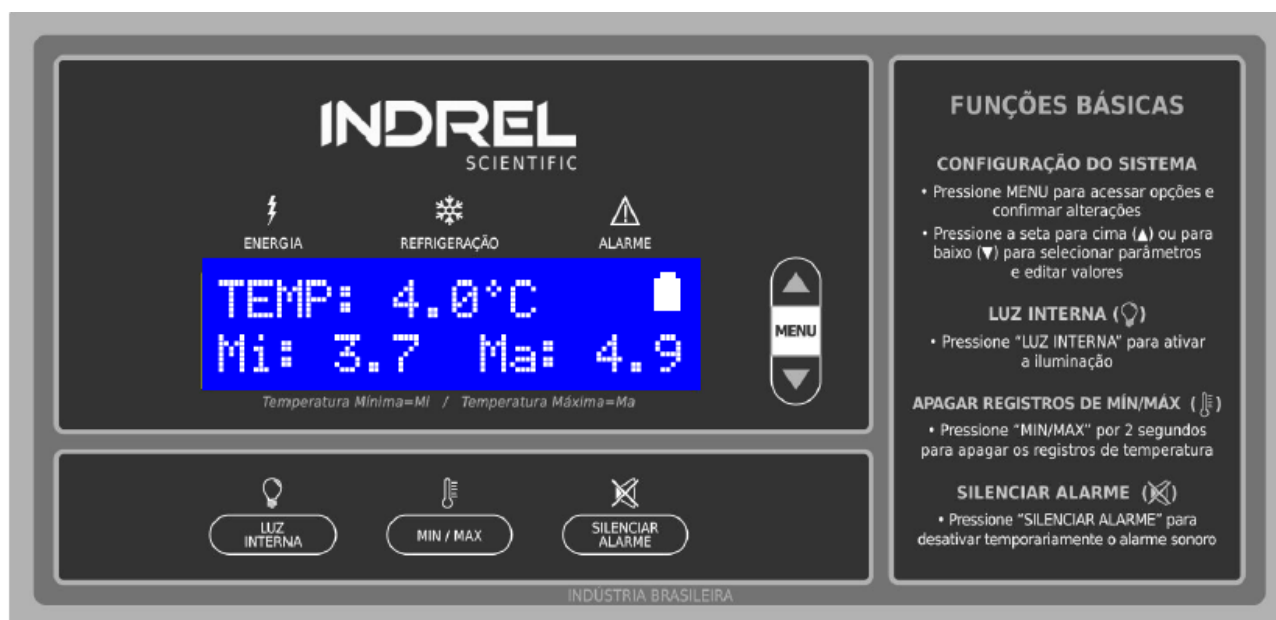 INDREL
SCIENTIFIC
ENERGIA
REFRIGERAÇÃO
ALARME
TEMP: 4.0°C
Mi: 3.7 Ma: 4.9
Temperatura Mínima=Mi / Temperatura Máxima=Ma
MENU
LUZ
INTERNA
MIN / MAX
SILENCIAR
ALARME
FUNÇÕES BÁSICAS
CONFIGURAÇÃO DO SISTEMA
• Pressione MENU para acessar opções e
confirmar alterações
• Pressione a seta para cima (▲) ou para
baixo (▼) para selecionar parâmetros
e editar valores
LUZ INTERNA ()
• Pressione “LUZ INTERNA” para ativar
a iluminação
APAGAR REGISTROS DE MÍN/MÁX ()
• Pressione “MIN/MAX” por 2 segundos
para apagar os registros de temperatura
SILENCIAR ALARME ()
• Pressione “SILENCIAR ALARME” para
desativar temporariamente o alarme sonoro
INDÚSTRIA BRASILEIRA